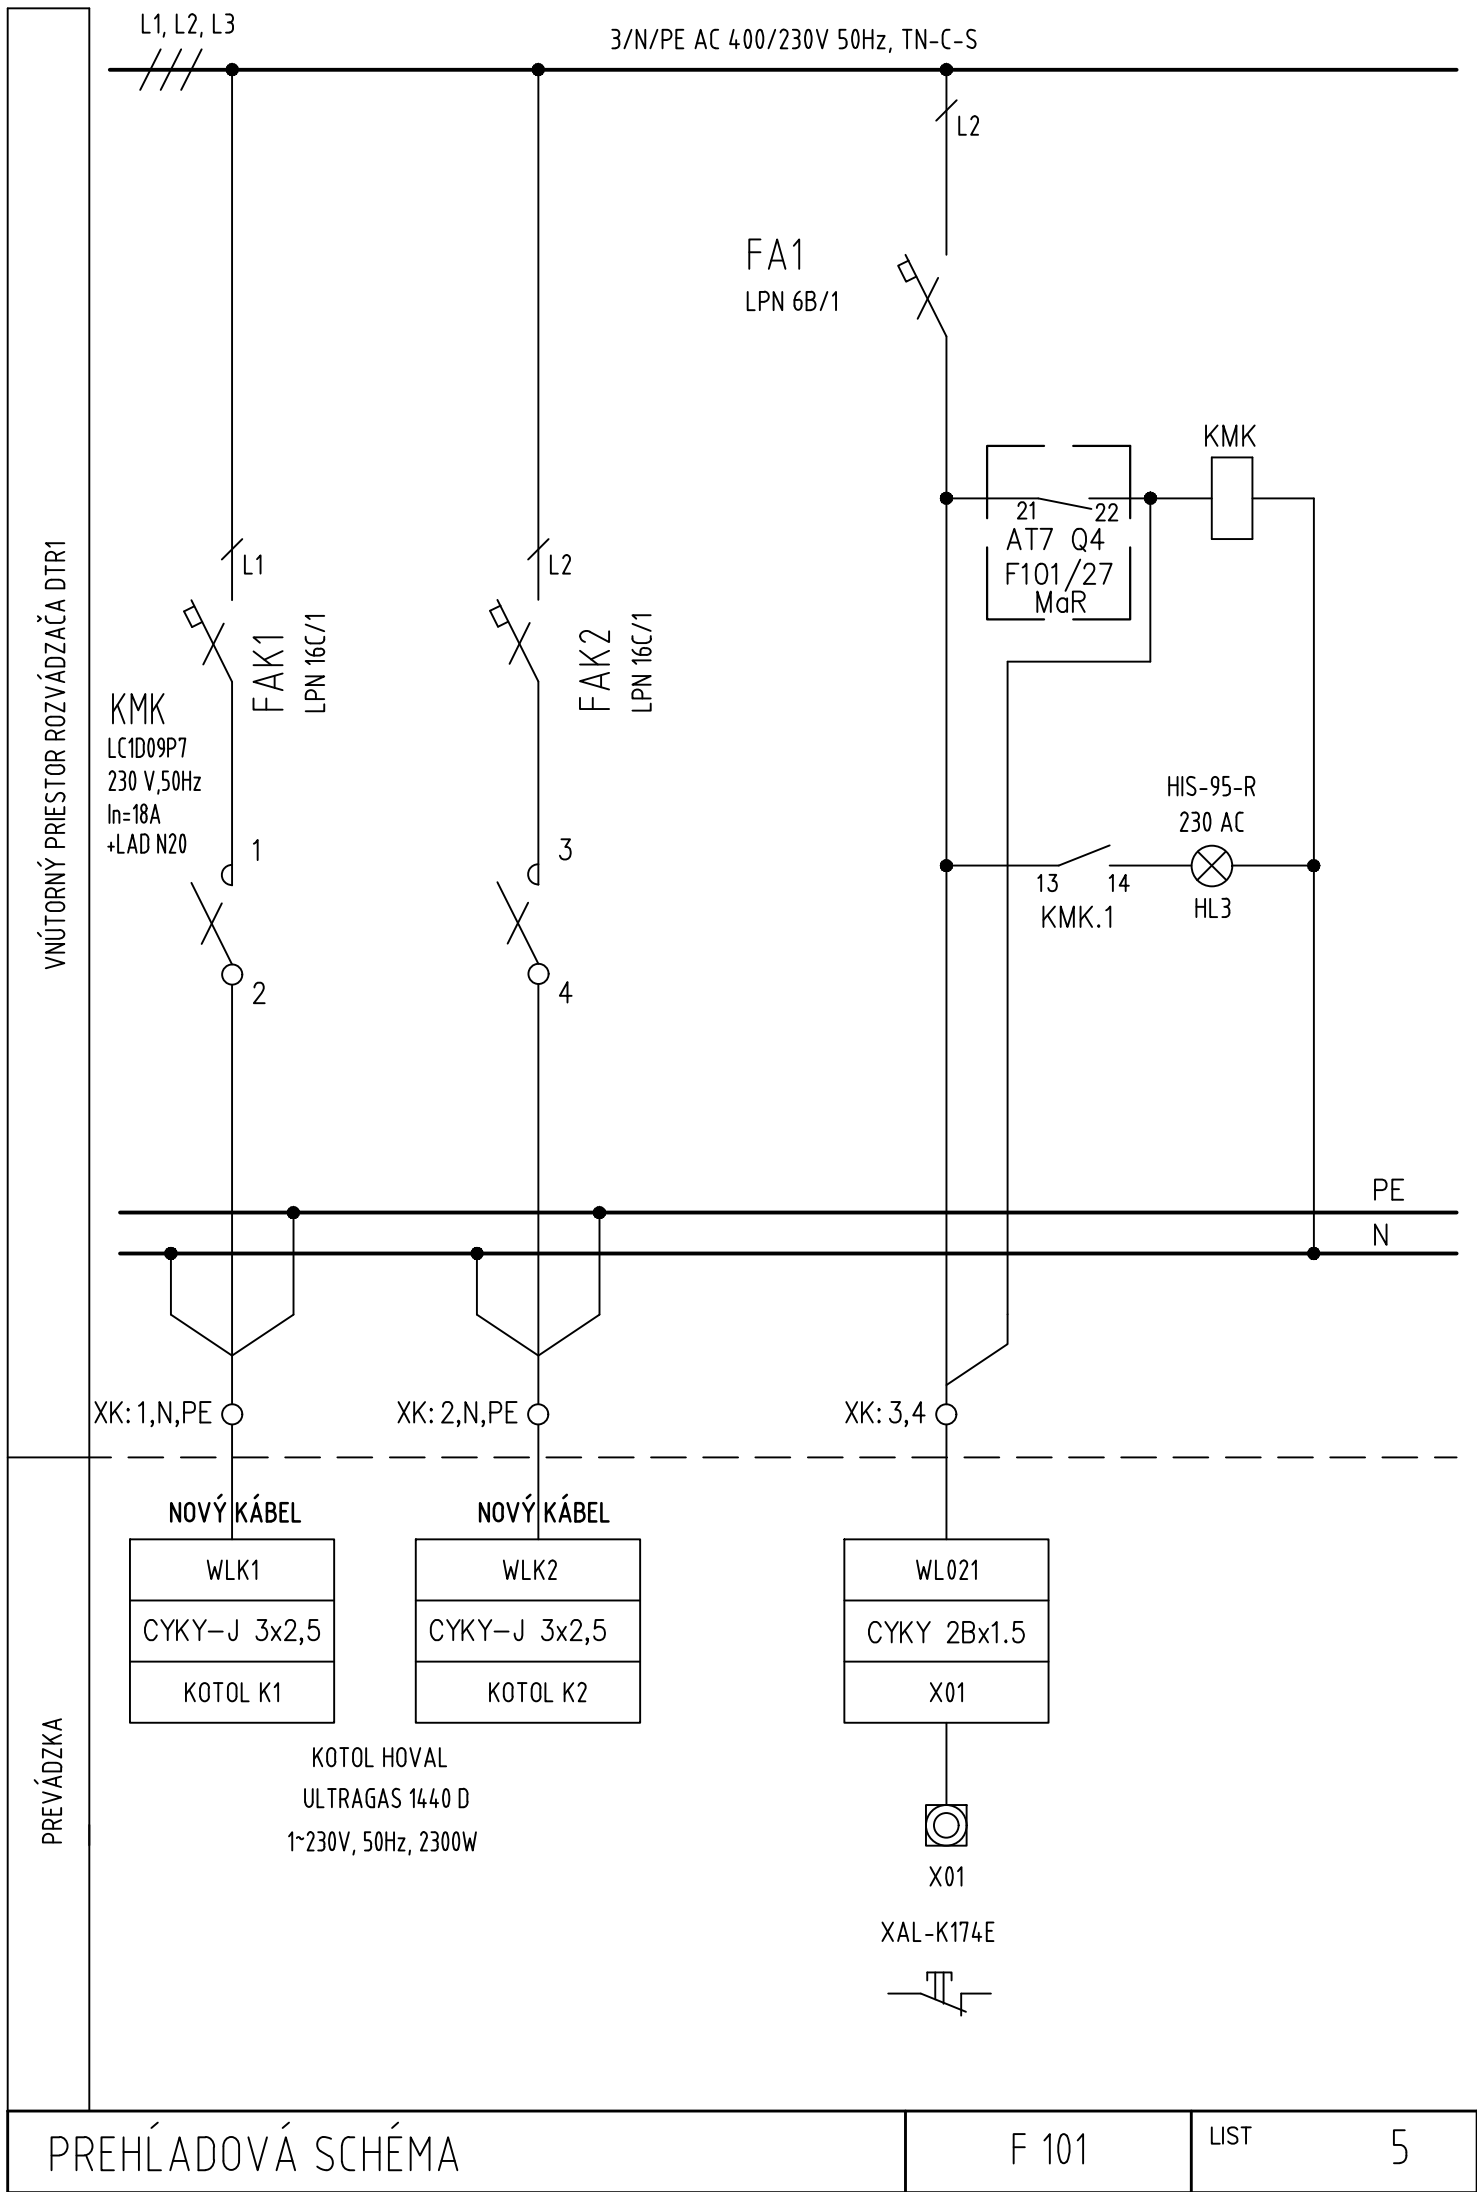 L1, L2, L3
3/N/PE AC 400/230V 50Hz, TN-C-S
L2
FA1
LPN 6B/1
KMK
21
22
AT7 Q4
F101/27
MaR
L1
L2
FAK1
LPN 16C/1
FAK2
LPN 16C/1
VNÚTORNÝ PRIESTOR ROZVÁDZAČA DTR1
KMK
LC1D09P7
230 V,50Hz
In=18A
+LAD N20
1
3
HIS-95-R
230 AC
13
14
KMK.1
HL3
2
4
PE
N
XK: 1,N,PE
XK: 2,N,PE
XK: 3,4
NOVÝ KÁBEL
NOVÝ KÁBEL
WLK1
WLK2
WL021
CYKY-J 3x2,5
CYKY-J 3x2,5
CYKY 2Bx1.5
KOTOL K1
KOTOL K2
X01
PREVÁDZKA
KOTOL HOVAL
ULTRAGAS 1440 D
1~230V, 50Hz, 2300W
X01
XAL-K174E
PREHĹADOVÁ SCHÉMA
F 101
LIST
5